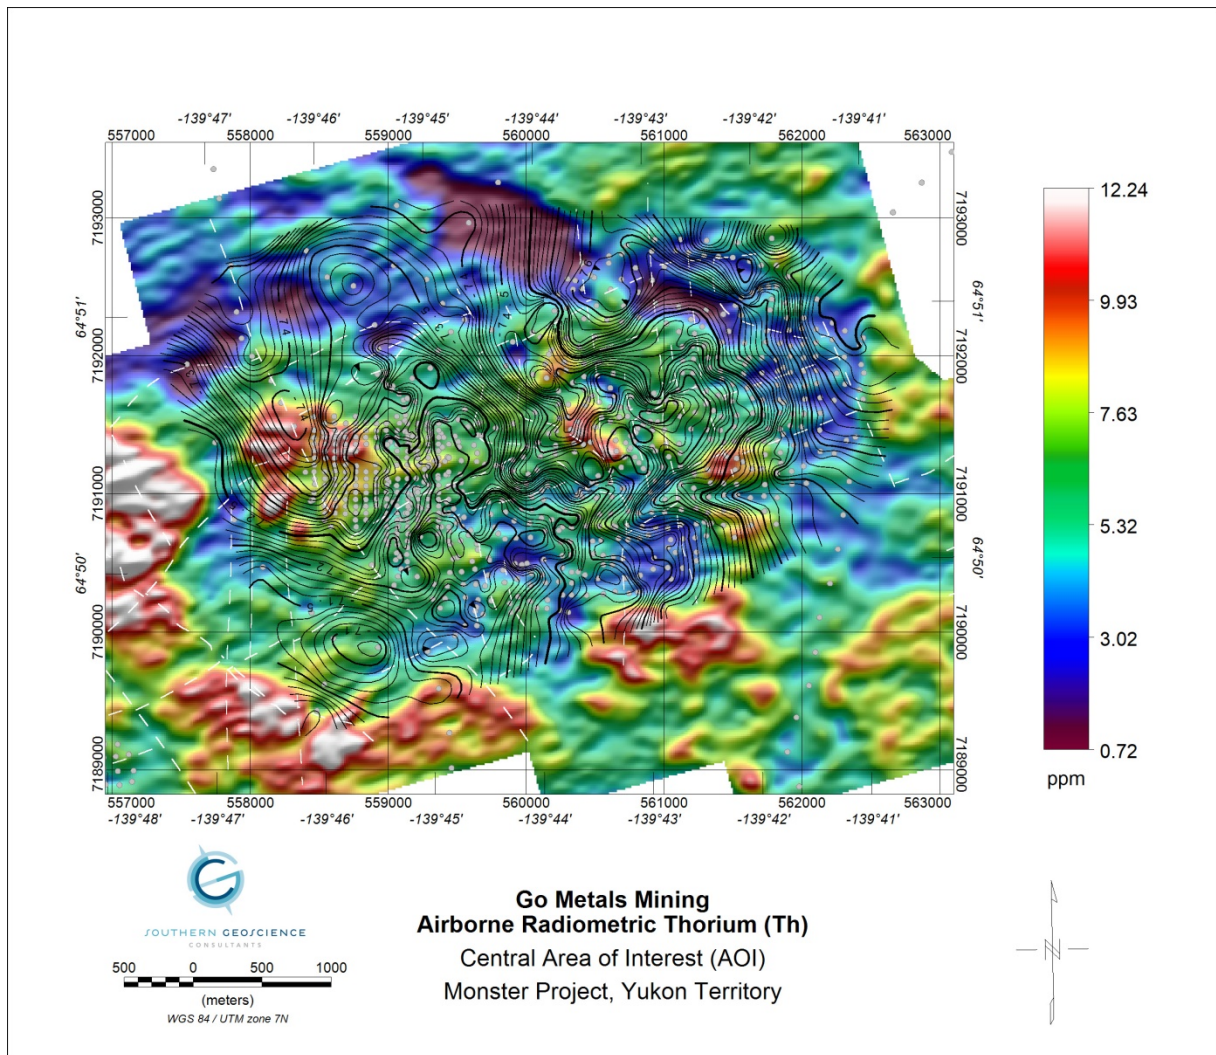 -139°47' -139°46' -139°45' -139°44' -139°43' -139°42' -139°41'
557000 558000 559000 560000 561000 562000 563000
7193000 7193000
64°51' 64°51'
7192000 7192000
7191000 7191000
64°50' 64°50'
7190000 7190000
7189000 7189000
557000 558000 559000 560000 561000 562000 563000
-139°48' -139°47' -139°46' -139°45' -139°44' -139°43' -139°42' -139°41'
12.24
9.93
7.63
5.32
3.02
0.72
ppm
SOUTHERN GEOSCIENCE
CONSULTANTS
500 0 500 1000
(meters)
WGS 84 / UTM zone 7N
Go Metals Mining
Airborne Radiometric Thorium (Th)
Central Area of Interest (AOI)
Monster Project, Yukon Territory
N